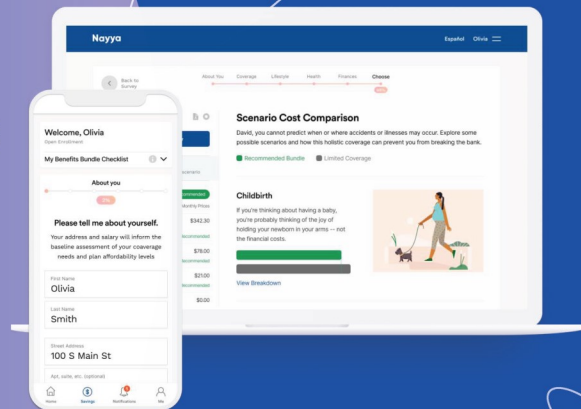 Nayya
Español Olivia
Back to
Survey
About You Coverage Lifestyle Health Finances Choose
Scenario Cost Comparison
David, you cannot predict when or where accidents or illnesses may occur. Explore some
possible scenarios and how this holistic coverage can prevent you from breaking the bank.
Recommended Bundle Limited Coverage
Monthly Prices
$342.30
$78.00
$21.00
$0.00
Childbirth
If you're thinking about having a baby,
you're probably thinking of the joy of
holding your newborn in your arms -- not
the financial costs.
View Breakdown
Welcome, Olivia
Open Enrollment
My Benefits Bundle Checklist
About you
Please tell me about yourself.
Your address and salary will inform the
baseline assessment of your coaverage
needs and plan affordability levels
First Name
Olivia
Last Name
Smith
Street Address
100 S Main St
Apt, suite, etc. (optional)
Home Savings Notifications Me